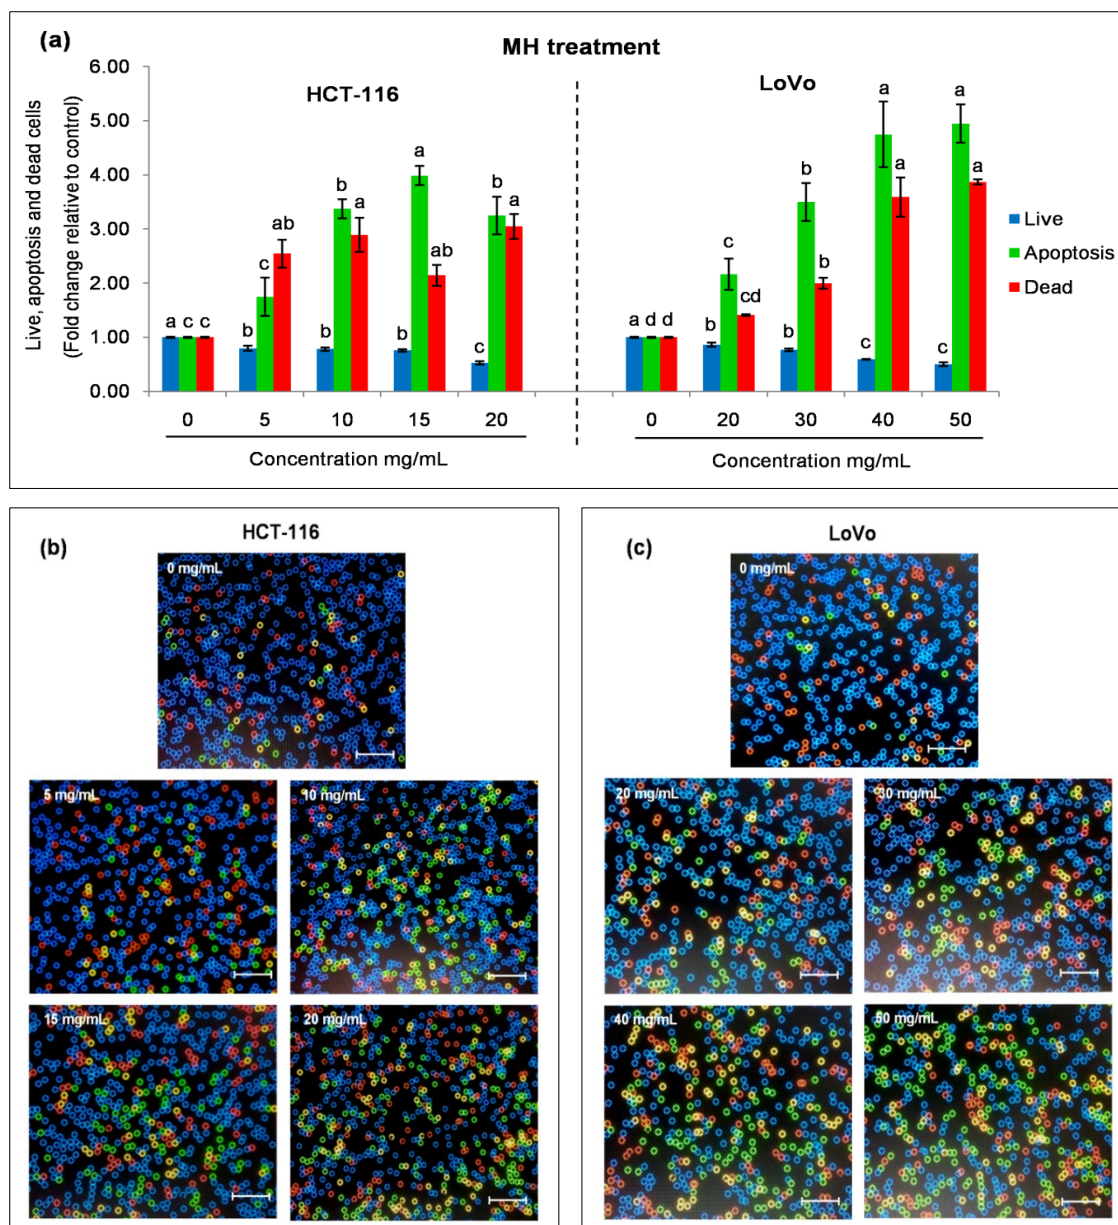 (a)
MH treatment
Live, apoptosis and dead cells
(Fold change relative to control)
6.00
5.00
4.00
3.00
2.00
1.00
0.00
HCT-116
LoVo
a c c
b c ab
b b a
b a ab
c b a
a d d
b c cd
b b b
c a a
c a a
Live
Apoptosis
Dead
0 5 10 15 20
0 20 30 40 50
Concentration mg/mL
Concentration mg/mL
(b)
HCT-116
0 mg/mL
5 mg/mL
10 mg/mL
15 mg/mL
20 mg/mL
(c)
LoVo
0 mg/mL
20 mg/mL
30 mg/mL
40 mg/mL
50 mg/mL